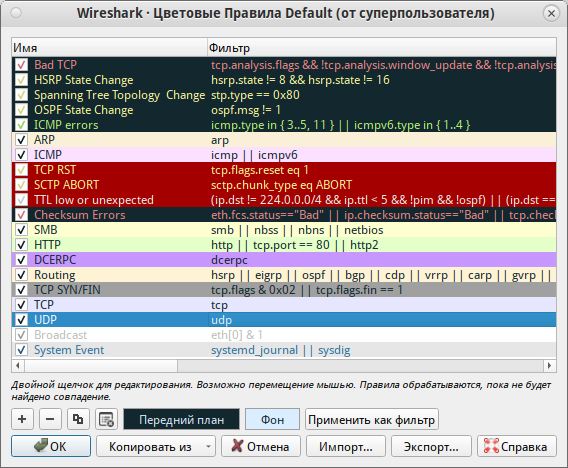 Wireshark · Цветовые Правила Default (от суперпользователя)
Имя Фильтр
Bad TCP tcp.analysis.flags && !tcp.analysis.window_update && !tcp.analysis
HSRP State Change hsrp.state != 8 && hsrp.state != 16
Spanning Tree Topology Change stp.type == 0x80
OSPF State Change ospf.msg != 1
ICMP errors icmp.type in { 3..5, 11 } || icmpv6.type in { 1..4 }
ARP arp
ICMP icmp || icmpv6
TCP RST tcp.flags.reset eq 1
SCTP ABORT sctp.chunk_type eq ABORT
TTL low or unexpected (ip.dst != 224.0.0.0/4 && ip.ttl < 5 && !pim && !ospf) || (ip.dst ==
Checksum Errors eth.fcs.status=="Bad" || ip.checksum.status=="Bad" || tcp.chec
SMB smb || nbss || nbns || netbios
HTTP http || tcp.port == 80 || http2
DCERPC dcerpc
Routing hsrp || eigrp || ospf || bgp || cdp || vrrp || carp || gvrp ||
TCP SYN/FIN tcp.flags & 0x02 || tcp.flags.fin == 1
TCP tcp
UDP udp
Broadcast eth[0] & 1
System Event systemd_journal || sysdig
Двойной щелчок для редактирования. Возможно перемещение мышью. Правила обрабатываются, пока не будет
найдено совпадение.
Передний план Фон Применить как фильтр
OK Копировать из Отмена Импорт... Экспорт... Справка